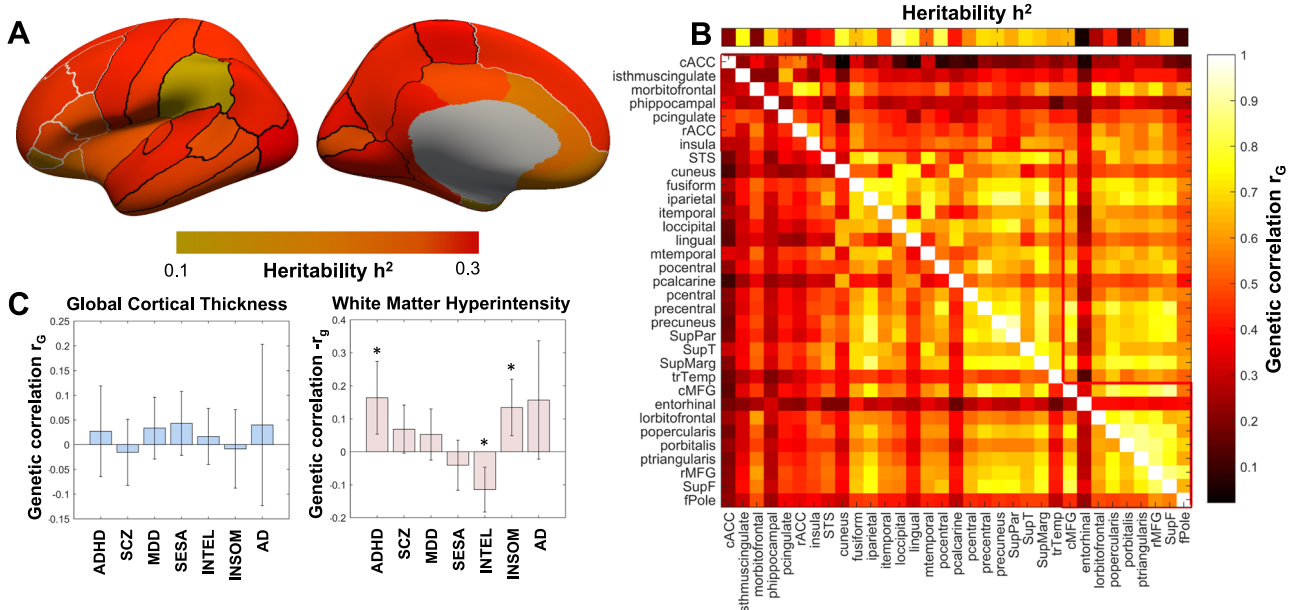 A
0.1
Heritability h²
0.3
B
Heritability h²
cACC
isthmuscingulate
morbitofrontal
phippocampal
pcingulate
rACC
insula
STS
cuneus
fusiform
iparietal
itemporal
loccipital
lingual
mtemporal
pocentral
pcalcarine
pcentral
precentral
precuneus
SupPar
SupT
SupMarg
trTemp
cMFG
entorhinal
lorbitofrontal
popercularis
porbitalis
ptriangularis
rMFG
SupF
fPole
cACC
sthmuscingulate
morbitofrontal
phippocampal
pcingulate
rACC
insula
STS
cuneus
fusiform
iparietal
itemporal
loccipital
lingual
mtemporal
pocentral
pcalcarine
pcentral
precentral
precuneus
SupPar
SupT
SupMarg
trTemp
cMFG
entorhinal
lorbitofrontal
popercularis
porbitalis
ptriangularis
rMFG
SupF
fPole
1
0.9
0.8
0.7
0.6
0.5
0.4
0.3
0.2
0.1
Genetic correlation rG
C
Global Cortical Thickness
Genetic correlation rG
0.25
0.2
0.15
0.1
0.05
0
-0.05
-0.1
-0.15
ADHD
SCZ
MDD
SESA
INTEL
INSOM
AD
White Matter Hyperintensity
Genetic correlation -rg
0.4
0.3
0.2
0.1
0
-0.1
-0.2
*
*
*
ADHD
SCZ
MDD
SESA
INTEL
INSOM
AD